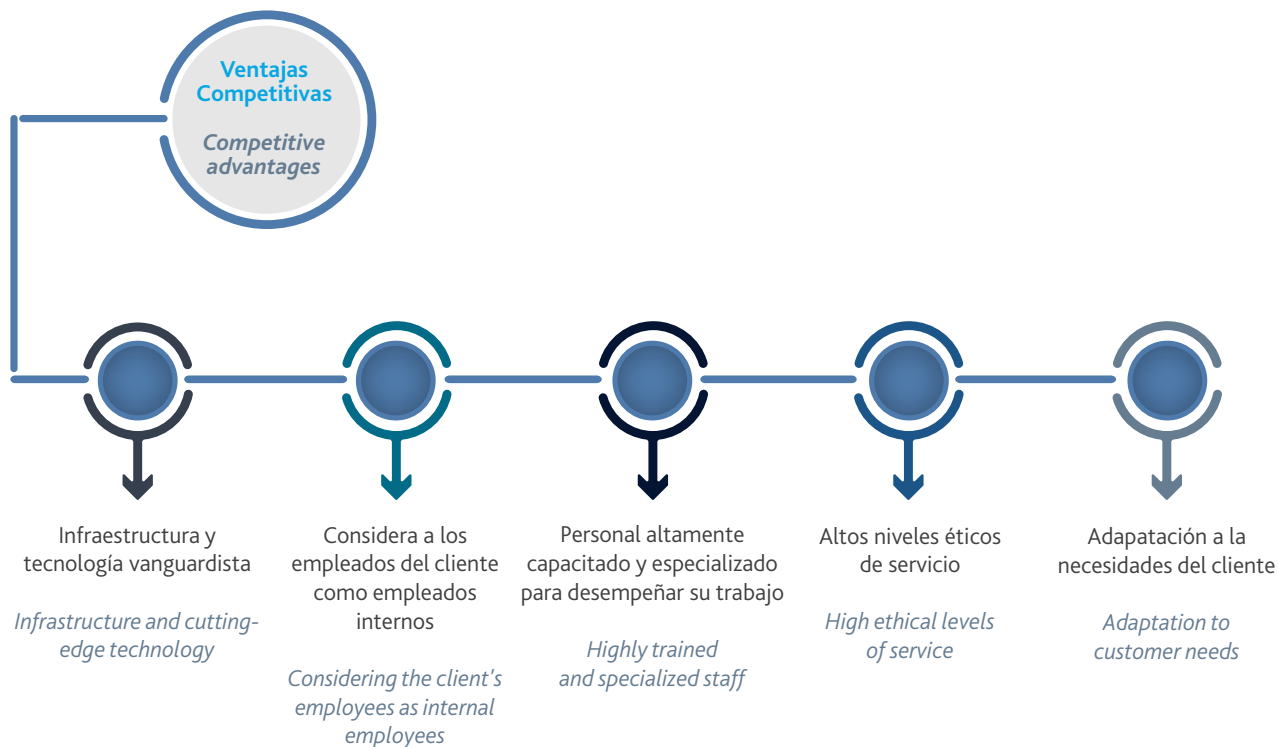 Ventajas
Competitivas
Competitive
advantages
Infraestructura y
tecnología vanguardista
Infrastructure and cutting-
edge technology
Considera a los
empleados del cliente
como empleados
internos
Considering the client's
employees as internal
employees
Personal altamente
capacitado y especializado
para desempeñar su trabajo
Highly trained
and specialized staff
Altos niveles éticos
de servicio
High ethical levels
of service
Adapatación a la
necesidades del cliente
Adaptation to
customer needs